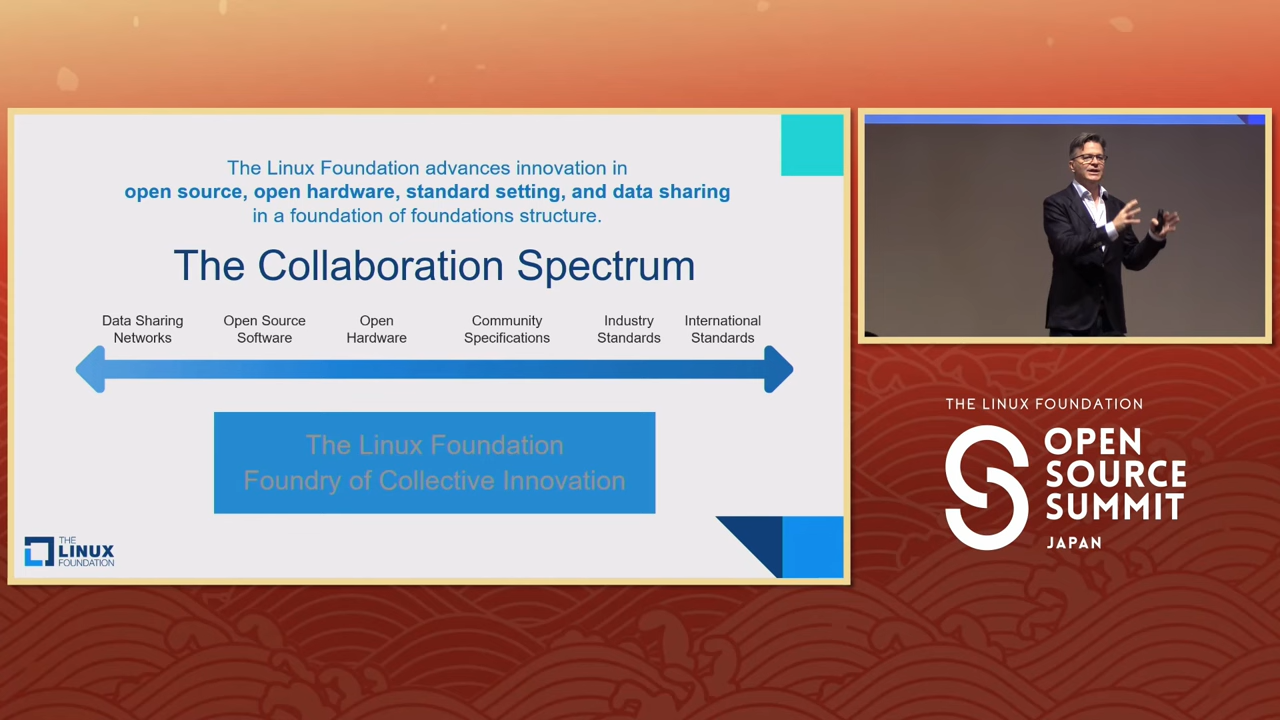 The Linux Foundation advances innovation in
open source, open hardware, standard setting, and data sharing
in a foundation of foundations structure.
The Collaboration Spectrum
Data Sharing
Networks
Open Source
Software
Open
Hardware
Community
Specifications
Industry
Standards
International
Standards
The Linux Foundation
Foundry of Collective Innovation
THE
LINUX
FOUNDATION
THE LINUX FOUNDATION
OPEN
SOURCE
SUMMIT
JAPAN